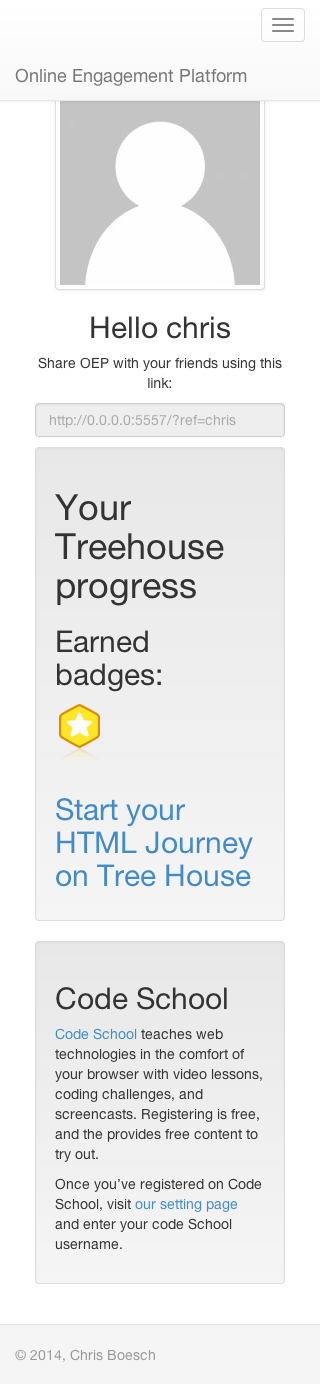 Online Engagement Platform
Hello chris
Share OEP with your friends using this
link:
http://0.0.0.0:5557/?ref=chris
Your
Treehouse
progress
Earned
badges:
Start your
HTML Journey
on Tree House
Code School
Code School teaches web
technologies in the comfort of
your browser with video lessons,
coding challenges, and
screencasts. Registering is free,
and the provides free content to
try out.
Once you’ve registered on Code
School, visit our setting page
and enter your code School
username.
© 2014, Chris Boesch